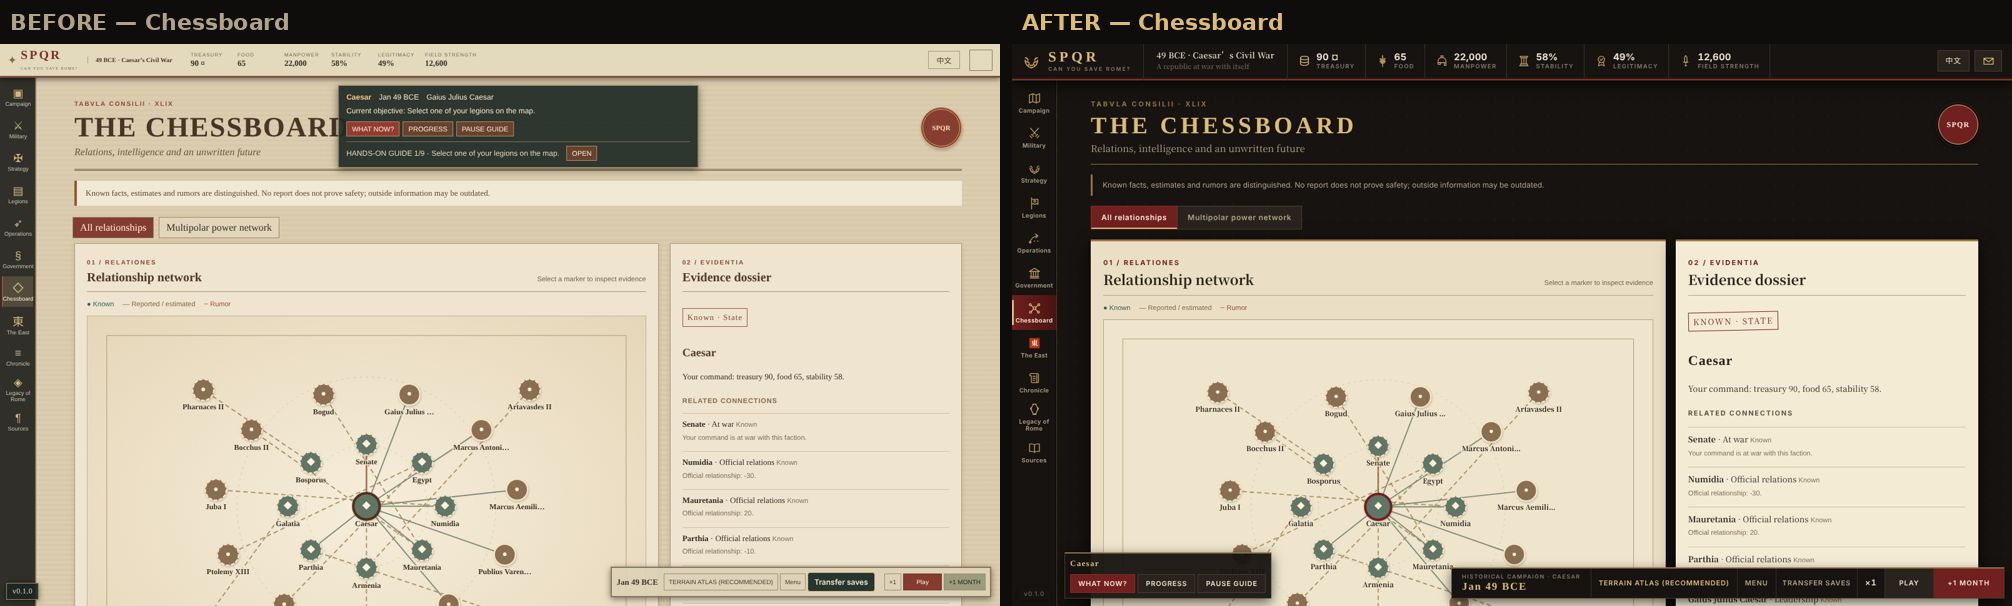 BEFORE — Chessboard
SPQR
CAN YOU SAVE ROME?
49 BCE · Caesar's Civil War
TREASURY
90 ¤
FOOD
65
MANPOWER
22,000
STABILITY
58%
LEGITIMACY
49%
FIELD STRENGTH
12,600
中文
Campaign
Military
Strategy
Legions
Operations
§
Government
Chessboard
東
The East
Chronicle
Legacy of
Rome
¶
Sources
v0.1.0
TABVLA CONSILII · XLIX
THE CHESSBOARD
Relations, intelligence and an unwritten future
Caesar Jan 49 BCE Gaius Julius Caesar
Current objective: Select one of your legions on the map.
WHAT NOW? PROGRESS PAUSE GUIDE
HANDS-ON GUIDE 1/9 · Select one of your legions on the map. OPEN
SPQR
Known facts, estimates and rumors are distinguished. No report does not prove safety; outside information may be outdated.
All relationships Multipolar power network
01 / RELATIONES
Relationship network Select a marker to inspect evidence
● Known — Reported / estimated – Rumor
Pharnaces II
Bogud
Gaius Julius ...
Artavasdes II
Bocchus II
Senate
Marcus Antoni...
Bosporus
Egypt
Juba I
Galatia
Caesar
Numidia
Marcus Aemili...
Ptolemy XIII
Parthia
Mauretania
Publius Varen...
Armenia
02 / EVIDENTIA
Evidence dossier
Known · State
Caesar
Your command: treasury 90, food 65, stability 58.
RELATED CONNECTIONS
Senate · At war Known
Your command is at war with this faction.
Numidia · Official relations Known
Official relationship: -30.
Mauretania · Official relations Known
Official relationship: 20.
Parthia · Official relations Known
Official relationship: -10.
Jan 49 BCE TERRAIN ATLAS (RECOMMENDED) Menu Transfer saves ×1 Play +1 MONTH
AFTER — Chessboard
SPQR
CAN YOU SAVE ROME?
49 BCE · Caesar's Civil War
A republic at war with itself
90 ¤
TREASURY
65
FOOD
22,000
MANPOWER
58%
STABILITY
49%
LEGITIMACY
12,600
FIELD STRENGTH
中文
Campaign
Military
Strategy
Legions
Operations
Government
Chessboard
東
The East
Chronicle
Legacy of
Rome
Sources
v0.1.0
TABVLA CONSILII · XLIX
THE CHESSBOARD
Relations, intelligence and an unwritten future
SPQR
Known facts, estimates and rumors are distinguished. No report does not prove safety; outside information may be outdated.
All relationships Multipolar power network
01 / RELATIONES
Relationship network Select a marker to inspect evidence
● Known — Reported / estimated – Rumor
Pharnaces II
Bogud
Gaius Julius ...
Artavasdes II
Bocchus II
Senate
Marcus Antoni...
Bosporus
Egypt
Juba I
Galatia
Caesar
Numidia
Marcus Aemili...
Parthia
Mauretania
Armenia
02 / EVIDENTIA
Evidence dossier
KNOWN · STATE
Caesar
Your command: treasury 90, food 65, stability 58.
RELATED CONNECTIONS
Senate · At war Known
Your command is at war with this faction.
Numidia · Official relations Known
Official relationship: -30.
Mauretania · Official relations Known
Official relationship: 20.
Parthia · Official relations Known
Gaius Julius Caesar · Leadership Known
Caesar
WHAT NOW? PROGRESS PAUSE GUIDE
HISTORICAL CAMPAIGN · CAESAR
Jan 49 BCE
TERRAIN ATLAS (RECOMMENDED) MENU TRANSFER SAVES ×1 PLAY +1 MONTH